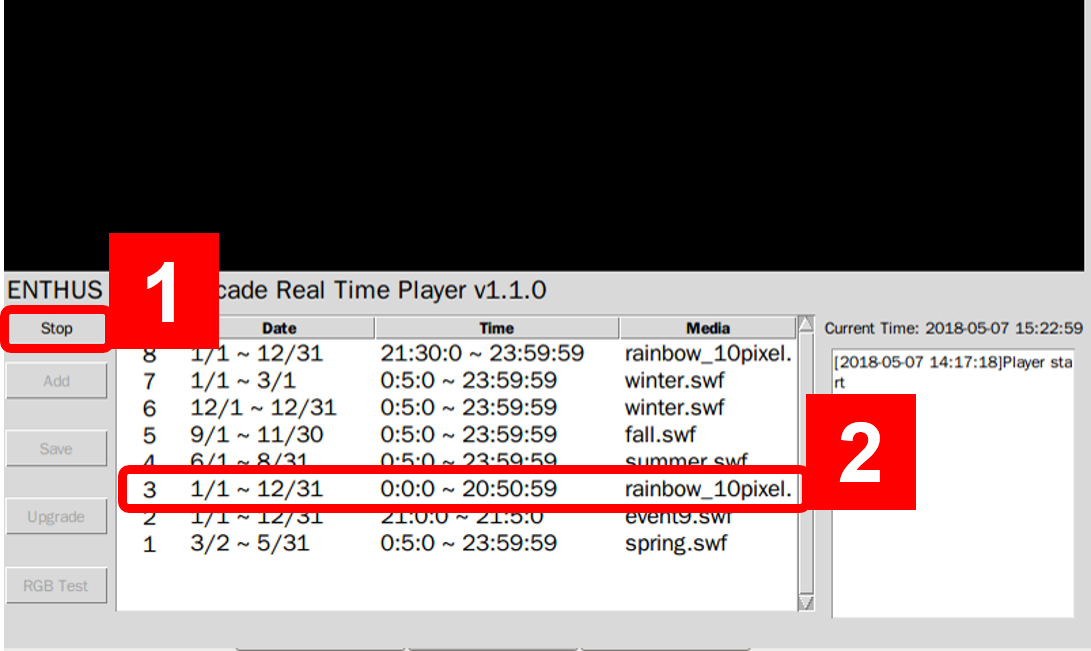 1
ENTHUS cade Real Time Player v1.1.0
Stop Date Time Media Current Time: 2018-05-07 15:22:59
8 1/1 ~ 12/31 21:30:0 ~ 23:59:59 rainbow_10pixel.
[2018-05-07 14:17:18]Player sta
rt
Add 7 1/1 ~ 3/1 0:5:0 ~ 23:59:59 winter.swf
6 12/1 ~ 12/31 0:5:0 ~ 23:59:59 winter.swf
Save 5 9/1 ~ 11/30 0:5:0 ~ 23:59:59 fall.swf
2
4 6/1 ~ 8/31 0:5:0 ~ 23:59:59 summer.swf
3 1/1 ~ 12/31 0:0:0 ~ 20:50:59 rainbow_10pixel.
Upgrade 2 1/1 ~ 12/31 21:0:0 ~ 21:5:0 event9.swf
1 3/2 ~ 5/31 0:5:0 ~ 23:59:59 spring.swf
RGB Test